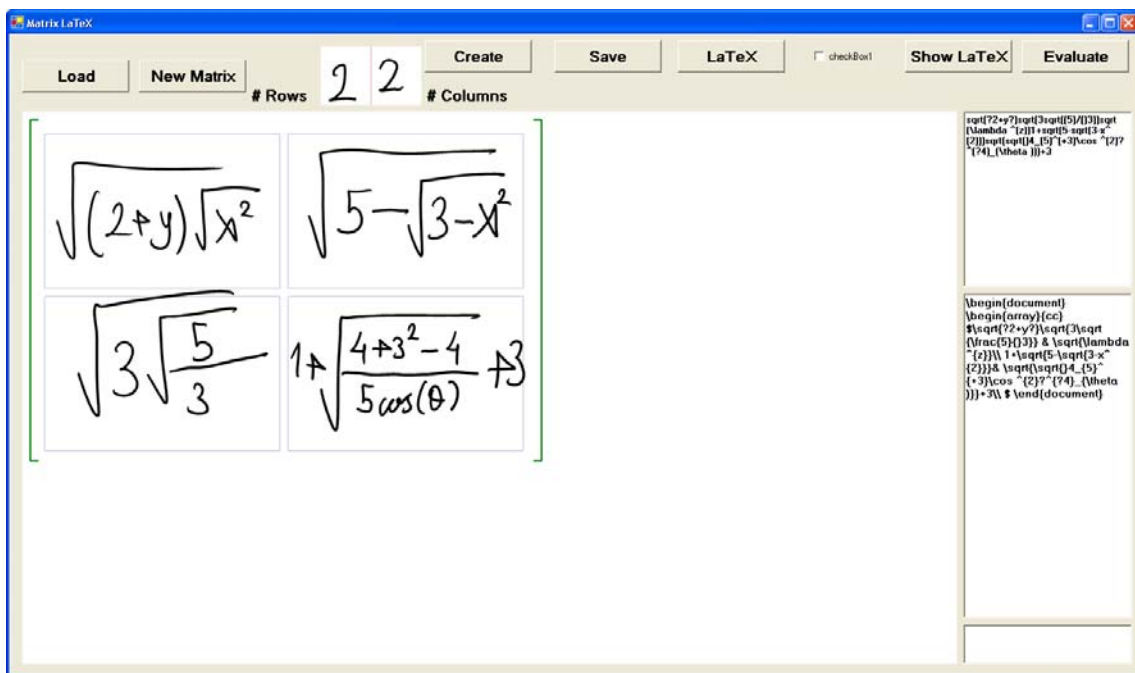 Matrix LaTeX
Load New Matrix # Rows 2 2 # Columns Create Save LaTeX checkBox1 Show LaTeX Evaluate
√((2+y)√x²) √(5-√(3-x²))
√(3√(5/3)) 1+√((4+3²-4)/(5cos(θ)))+3
sqrt{?2+y?}sqrt{3sqrt{{5}/{}3}}sqrt
{\lambda ^{z}}1+sqrt{5-sqrt{3-x^
{2}}}sqrt{sqrt{}4_{5}^{+3}\cos ^{2}?
^{?4}_{\theta )}}+3
\begin{document}
\begin{array}{cc}
$\sqrt{?2+y?}\sqrt{3\sqrt
{\frac{5}{}3}} & \sqrt{\lambda
^{z}}\\ 1+\sqrt{5-\sqrt{3-x^
{2}}}& \sqrt{\sqrt{}4_{5}^
{+3}\cos ^{2}?^{?4}_{\theta
)}}+3\\ $ \end{document}